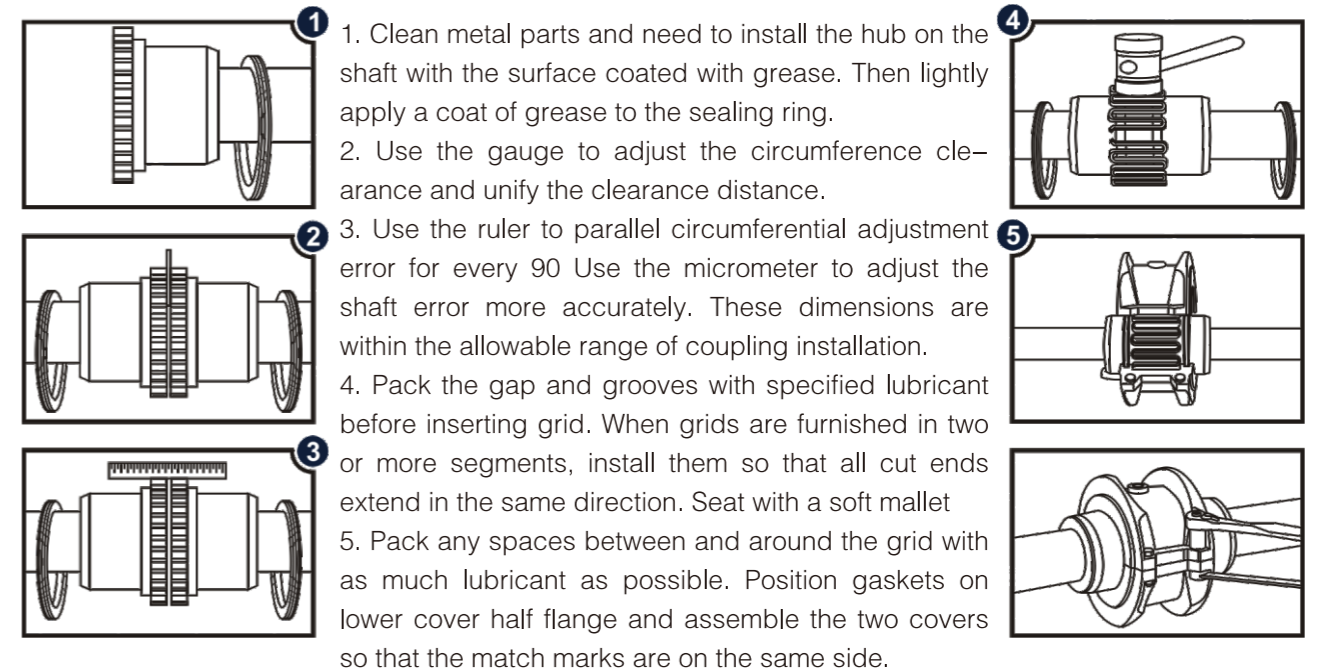 1
1. Clean metal parts and need to install the hub on the
shaft with the surface coated with grease. Then lightly
apply a coat of grease to the sealing ring.
2. Use the gauge to adjust the circumference cle–
arance and unify the clearance distance.
3. Use the ruler to parallel circumferential adjustment
error for every 90 Use the micrometer to adjust the
shaft error more accurately. These dimensions are
within the allowable range of coupling installation.
4. Pack the gap and grooves with specified lubricant
before inserting grid. When grids are furnished in two
or more segments, install them so that all cut ends
extend in the same direction. Seat with a soft mallet
5. Pack any spaces between and around the grid with
as much lubricant as possible. Position gaskets on
lower cover half flange and assemble the two covers
so that the match marks are on the same side.
2
3
4
5